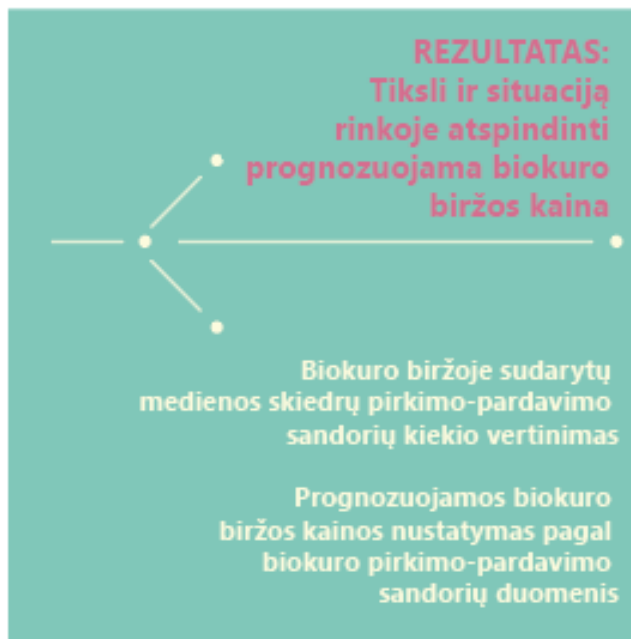 REZULTATAS:
Tiksli ir situaciją
rinkoje atspindinti
prognozuojama biokuro
biržos kaina
Biokuro biržoje sudarytų
medienos skiedrų pirkimo-pardavimo
sandorių kiekio vertinimas
Prognozuojamos biokuro
biržos kainos nustatymas pagal
biokuro pirkimo-pardavimo
sandorių duomenis